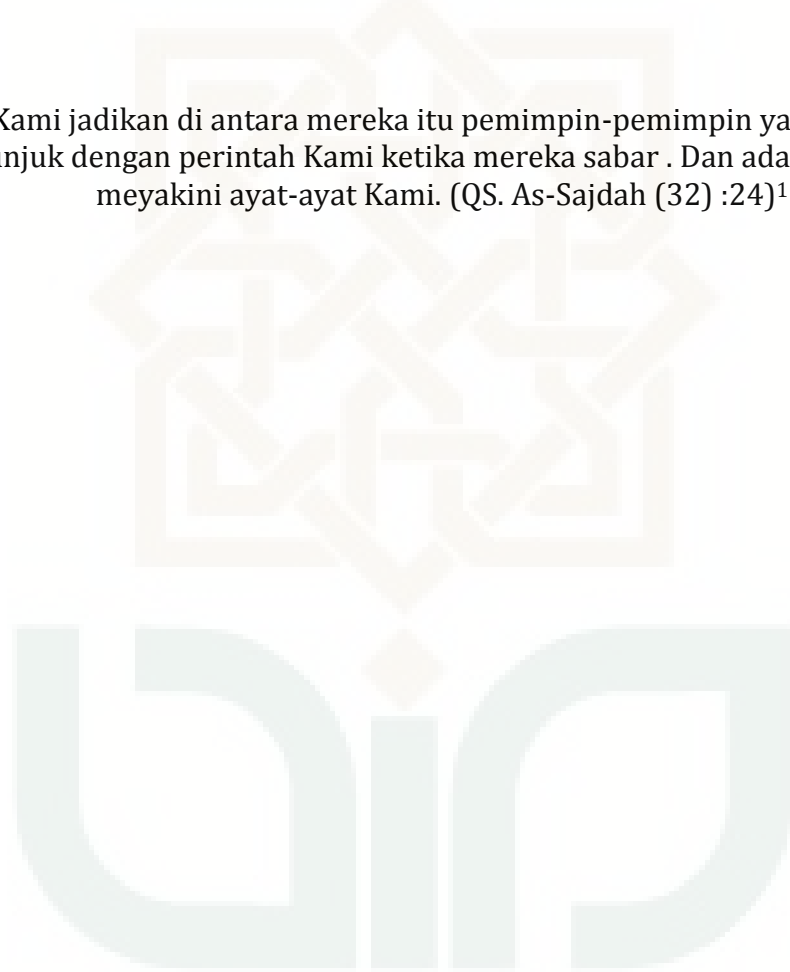 Kami jadikan di antara mereka itu pemimpin-pemimpin ya
unjuk dengan perintah Kami ketika mereka sabar . Dan ada
meyakini ayat-ayat Kami. (QS. As-Sajdah (32) :24)1